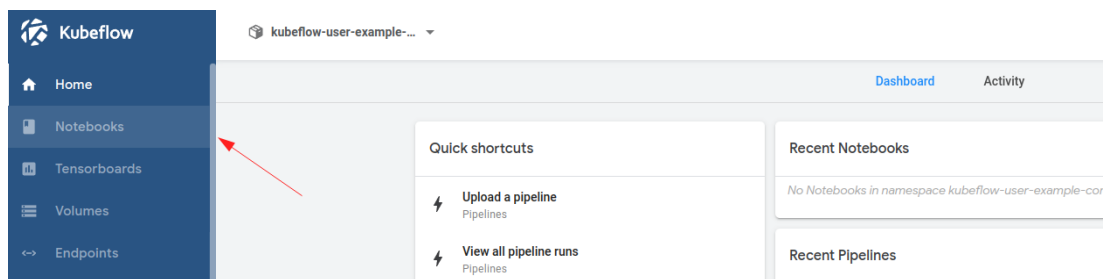 Kubeflow
kubeflow-user-example-... 
Home
Notebooks
Tensorboards
Volumes
Endpoints
Dashboard
Activity
Quick shortcuts
Upload a pipeline
Pipelines
View all pipeline runs
Pipelines
Recent Notebooks
No Notebooks in namespace kubeflow-user-example-con
Recent Pipelines